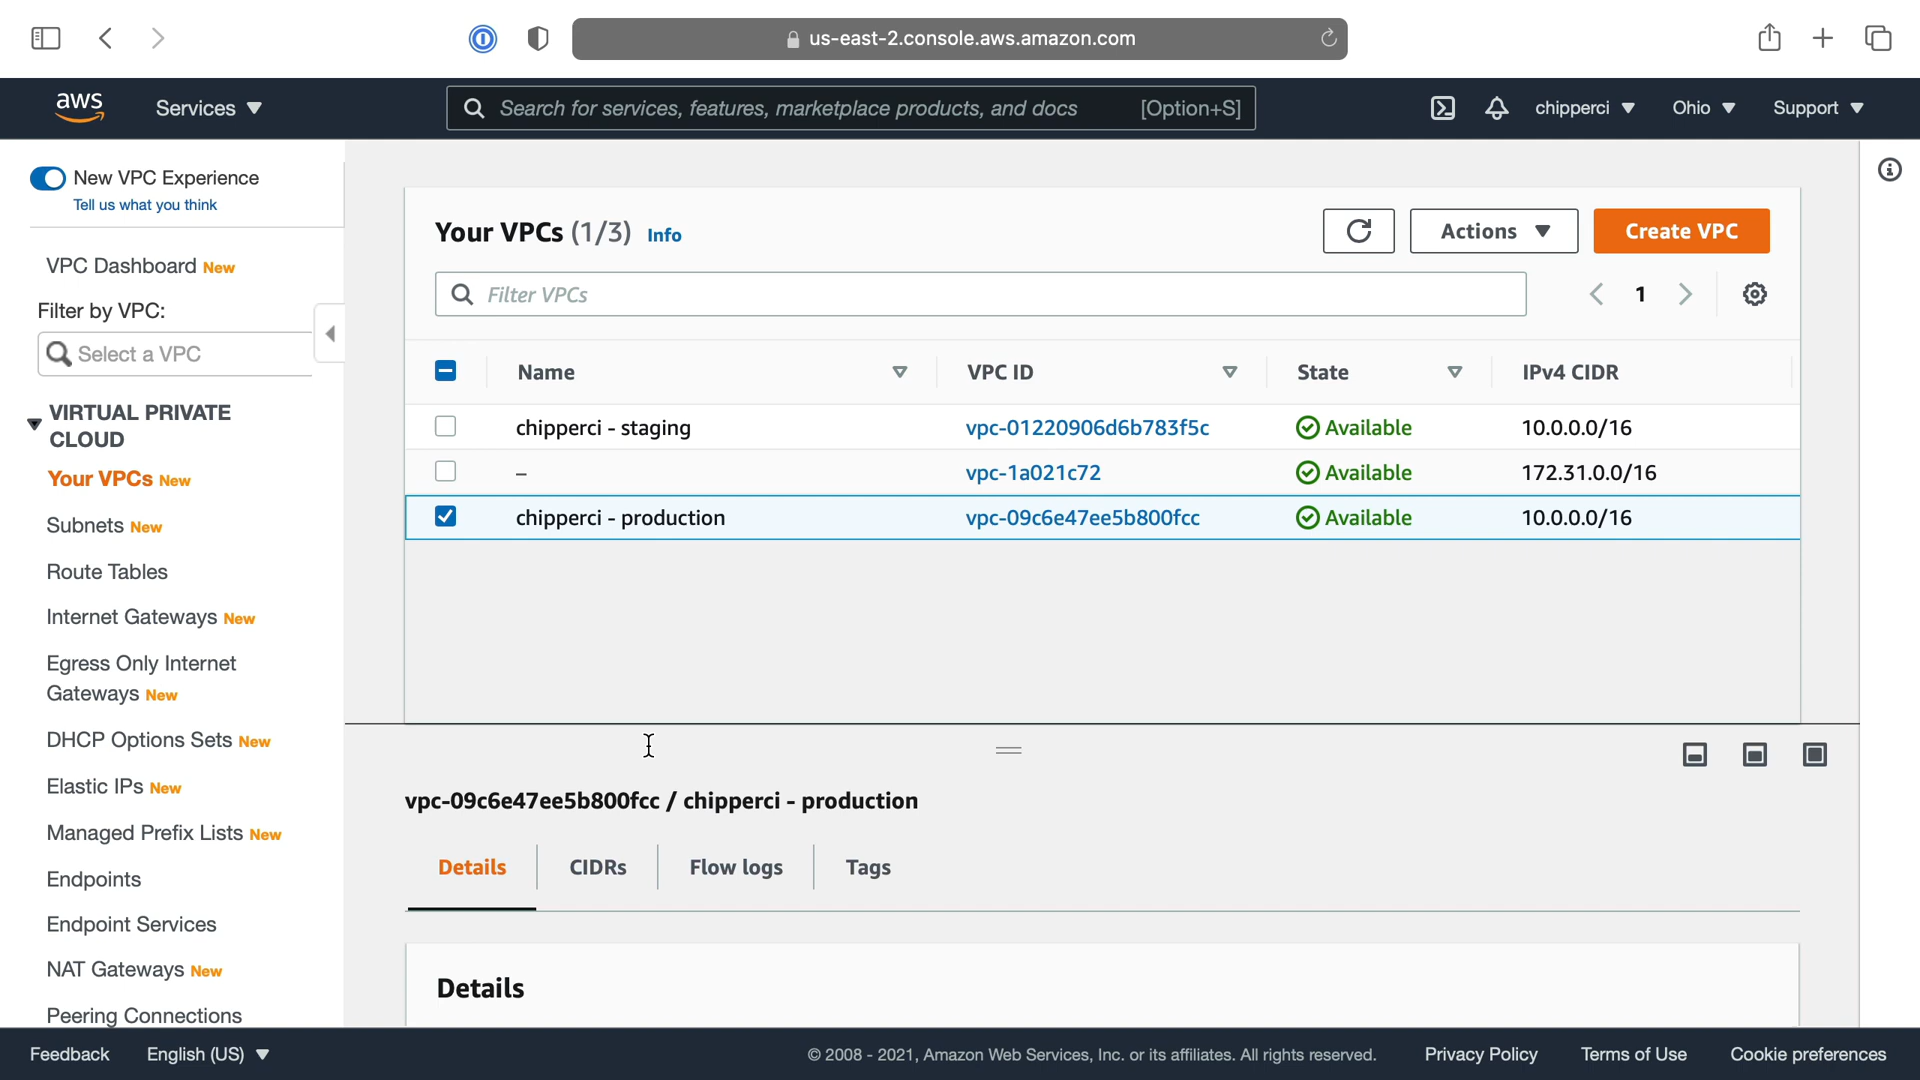 us-east-2.console.aws.amazon.com
aws Services Search for services, features, marketplace products, and docs [Option+S] chipperci Ohio Support
New VPC Experience
Tell us what you think
VPC Dashboard New
Filter by VPC:
Select a VPC
VIRTUAL PRIVATE
CLOUD
Your VPCs New
Subnets New
Route Tables
Internet Gateways New
Egress Only Internet
Gateways New
DHCP Options Sets New
Elastic IPs New
Managed Prefix Lists New
Endpoints
Endpoint Services
NAT Gateways New
Peering Connections
Your VPCs (1/3) Info Actions Create VPC
Filter VPCs 1
Name VPC ID State IPv4 CIDR
chipperci - staging vpc-01220906d6b783f5c Available 10.0.0.0/16
– vpc-1a021c72 Available 172.31.0.0/16
chipperci - production vpc-09c6e47ee5b800fcc Available 10.0.0.0/16
vpc-09c6e47ee5b800fcc / chipperci - production
Details CIDRs Flow logs Tags
Details
Feedback English (US) © 2008 - 2021, Amazon Web Services, Inc. or its affiliates. All rights reserved. Privacy Policy Terms of Use Cookie preferences